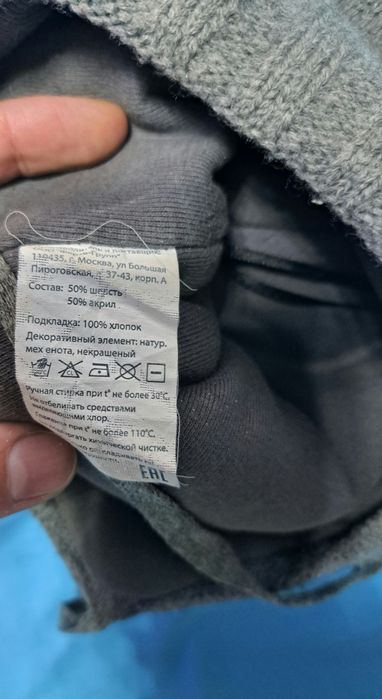 119435, г. Москва, ул Большая
Пироговская, д. 37-43, корп. А
Состав: 50% шерсть
50% акрил
Подкладка: 100% хлопок
Декоративный элемент: натур.
мех енота, некрашеный
Ручная стирка при t° не более 30°C.
Не отбеливать средствами
выделяющими хлор.
при t° не более 110°C.
химической чистке.
EAC